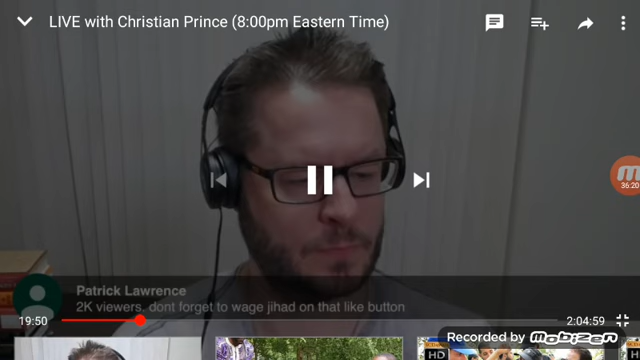 LIVE with Christian Prince (8:00pm Eastern Time)
36:20
Patrick Lawrence
2K viewers, dont forget to wage jihad on that like button
19:50
2:04:59
Recorded by mobizen
HD